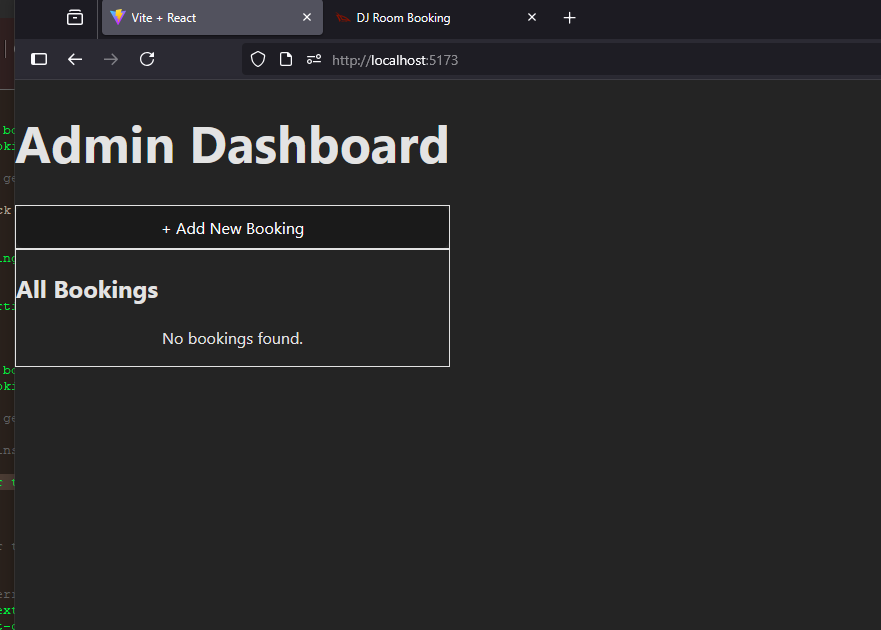 Vite + React
DJ Room Booking
http://localhost:5173
Admin Dashboard
+ Add New Booking
All Bookings
No bookings found.